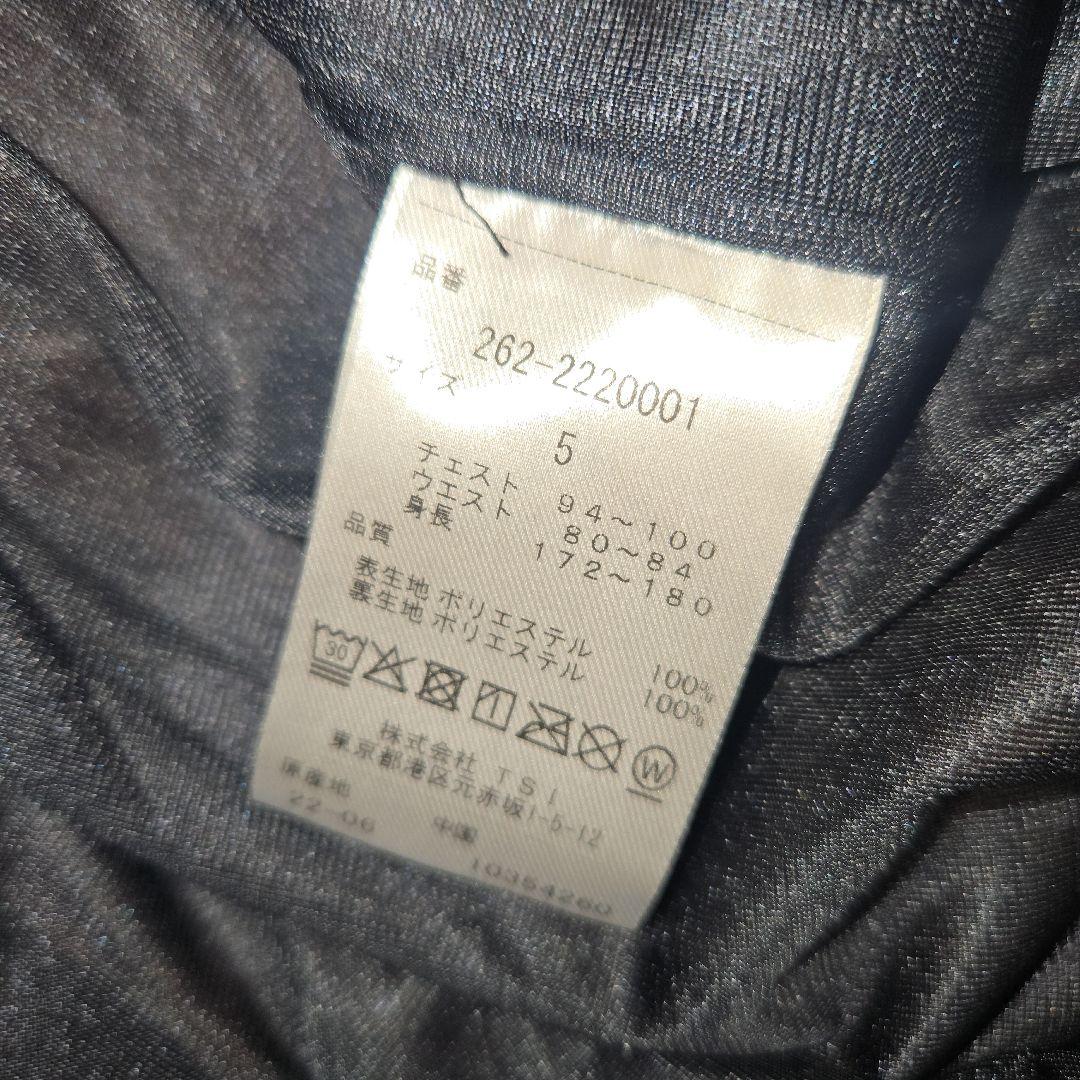 品番
262-2220001
サイズ
5
チェスト 94~100
ウエスト 80~84
身長 172~180
品質
表生地 ポリエステル 100%
裏生地 ポリエステル 100%
30
W
株式会社 TSI
東京都港区元赤坂1-5-12
原産地 中国
22-06 10354260